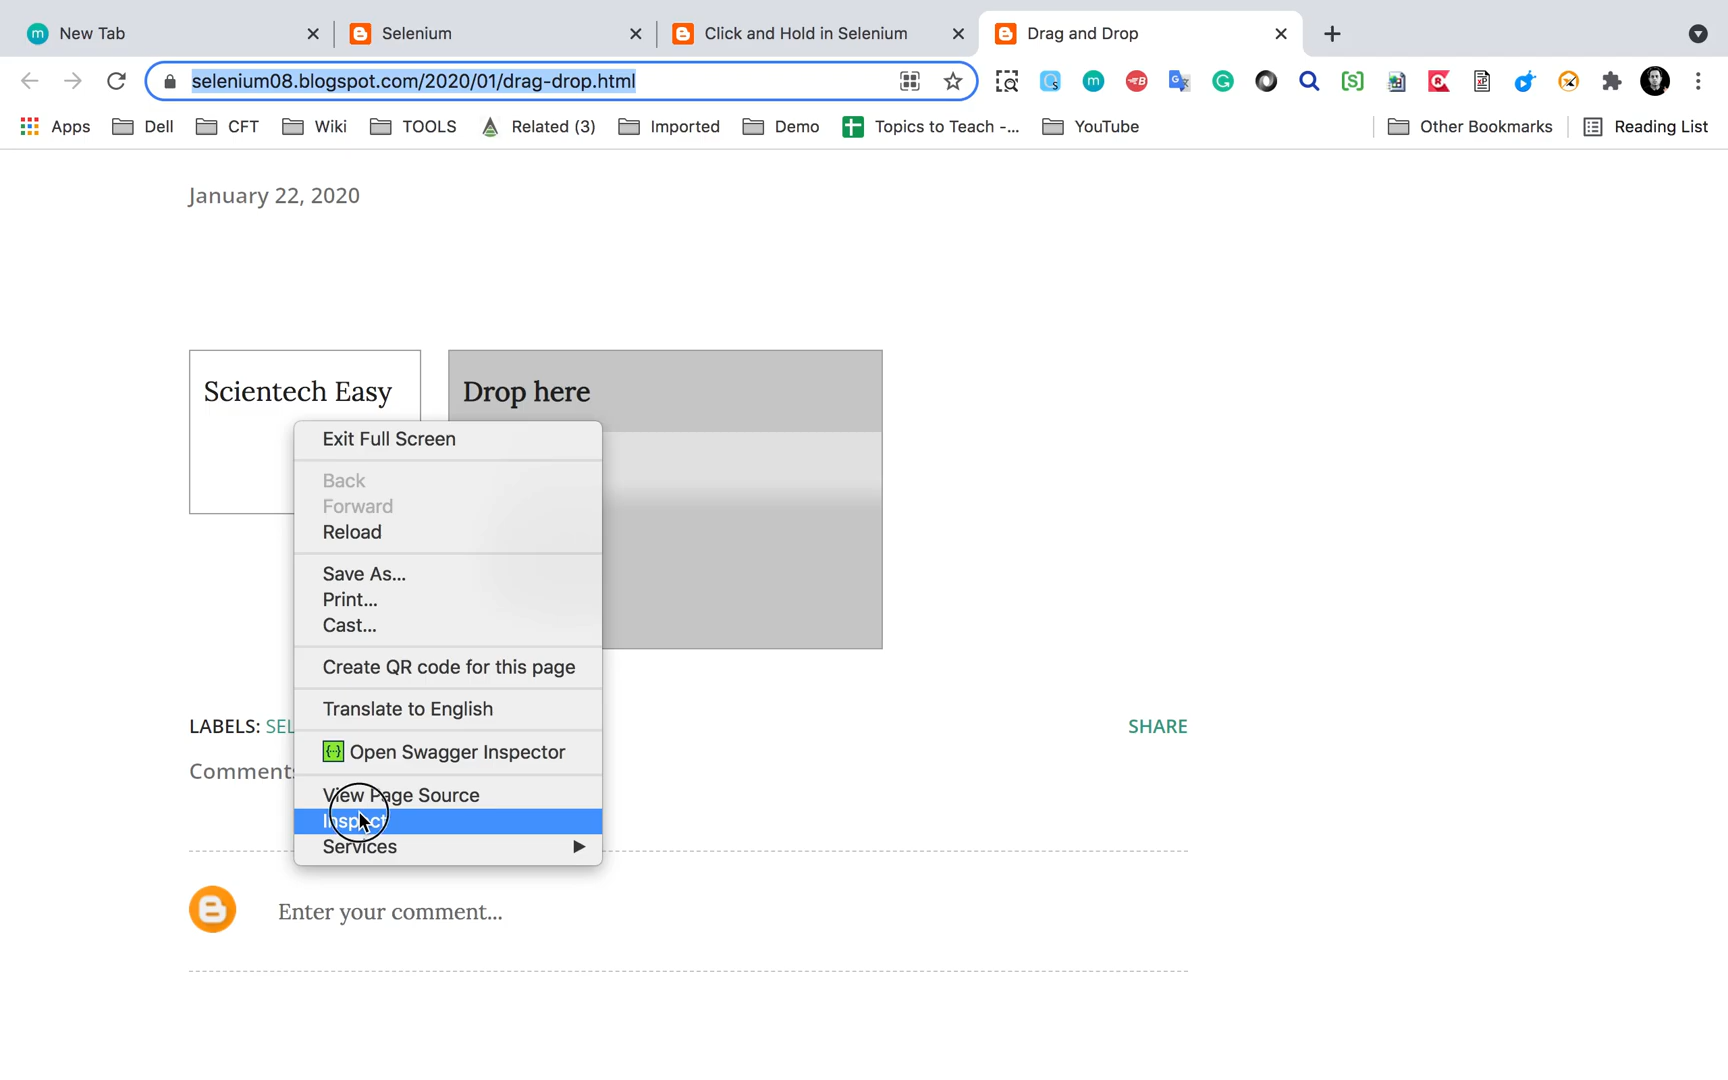 New Tab
Selenium
Click and Hold in Selenium
Drag and Drop
selenium08.blogspot.com/2020/01/drag-drop.html
Apps
Dell
CFT
Wiki
TOOLS
Related (3)
Imported
Demo
Topics to Teach -...
YouTube
Other Bookmarks
Reading List
January 22, 2020
Scientech Easy
Drop here
Exit Full Screen
Back
Forward
Reload
Save As...
Print...
Cast...
Create QR code for this page
Translate to English
Open Swagger Inspector
View Page Source
Inspect
Services
LABELS: SEL
SHARE
Comments
Enter your comment...